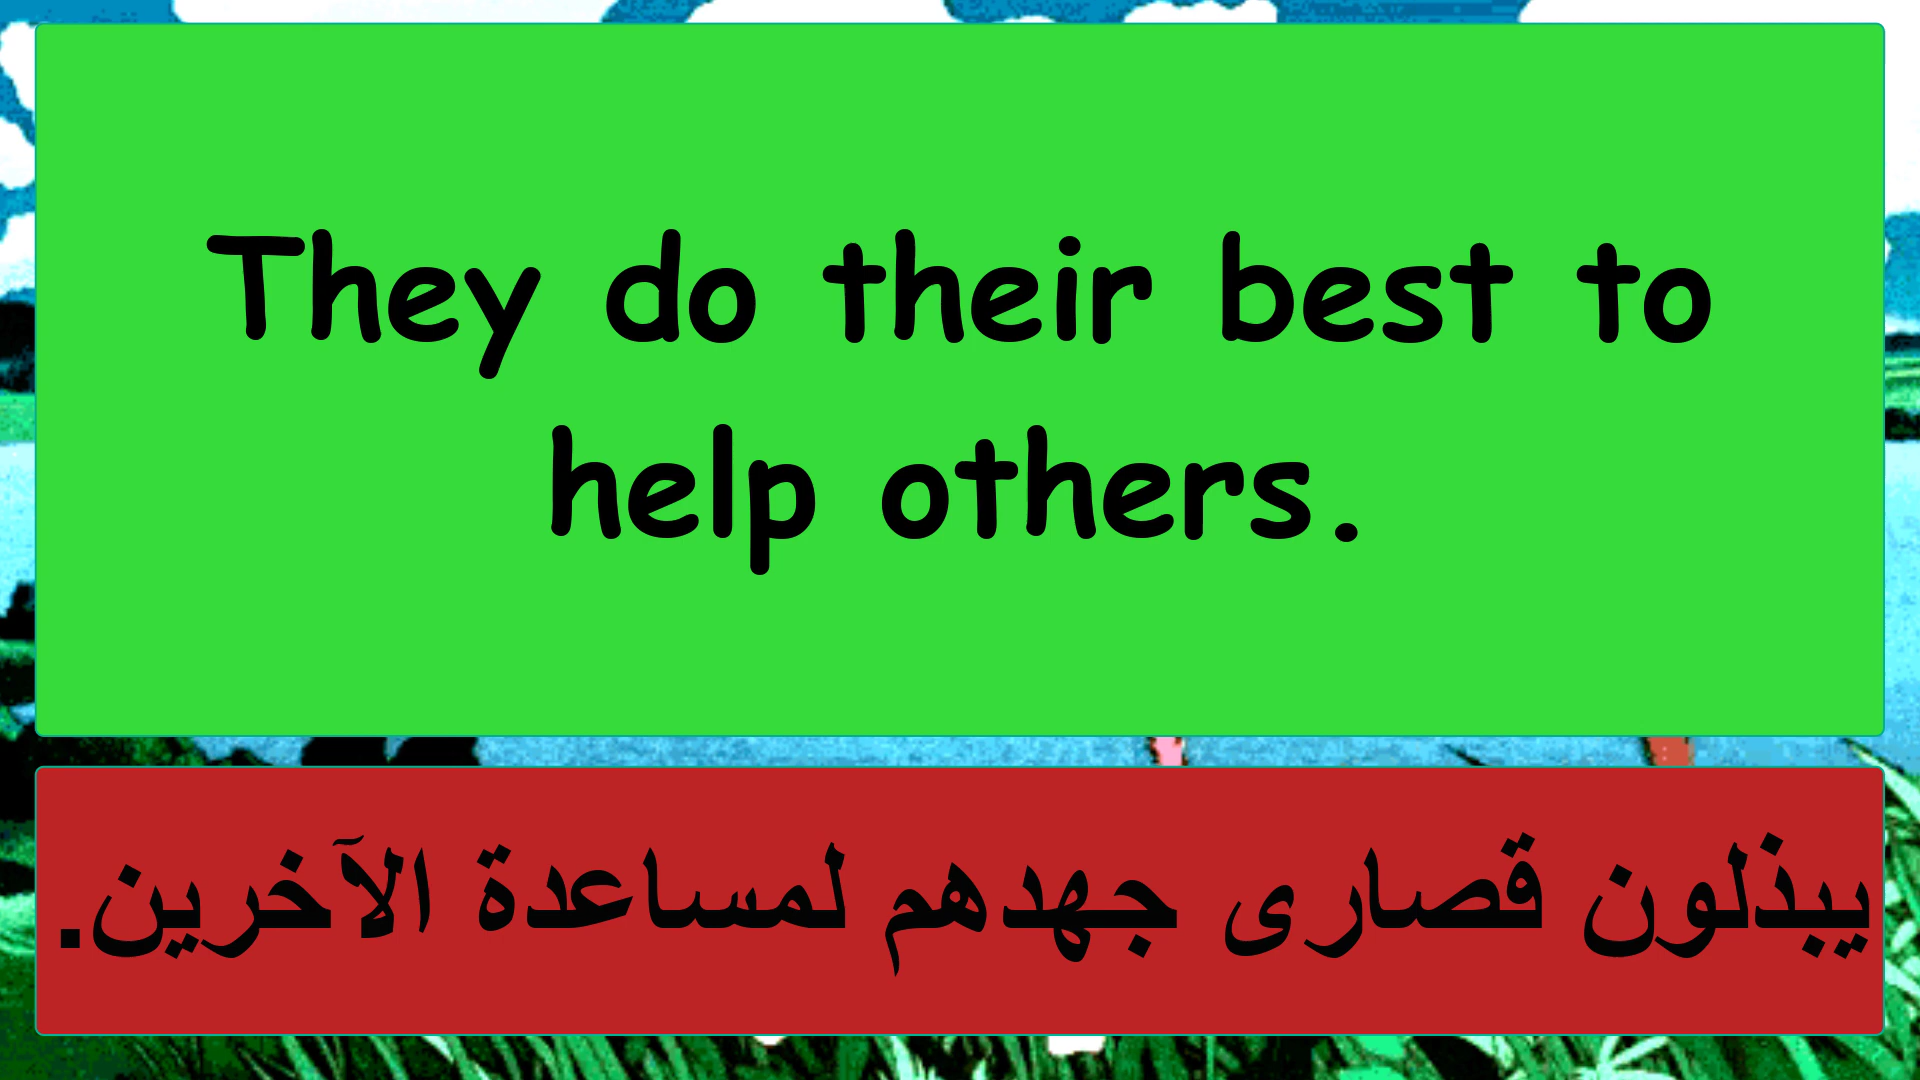 They do their best to
help others.
يبذلون قصارى جهدهم لمساعدة الآخرين.